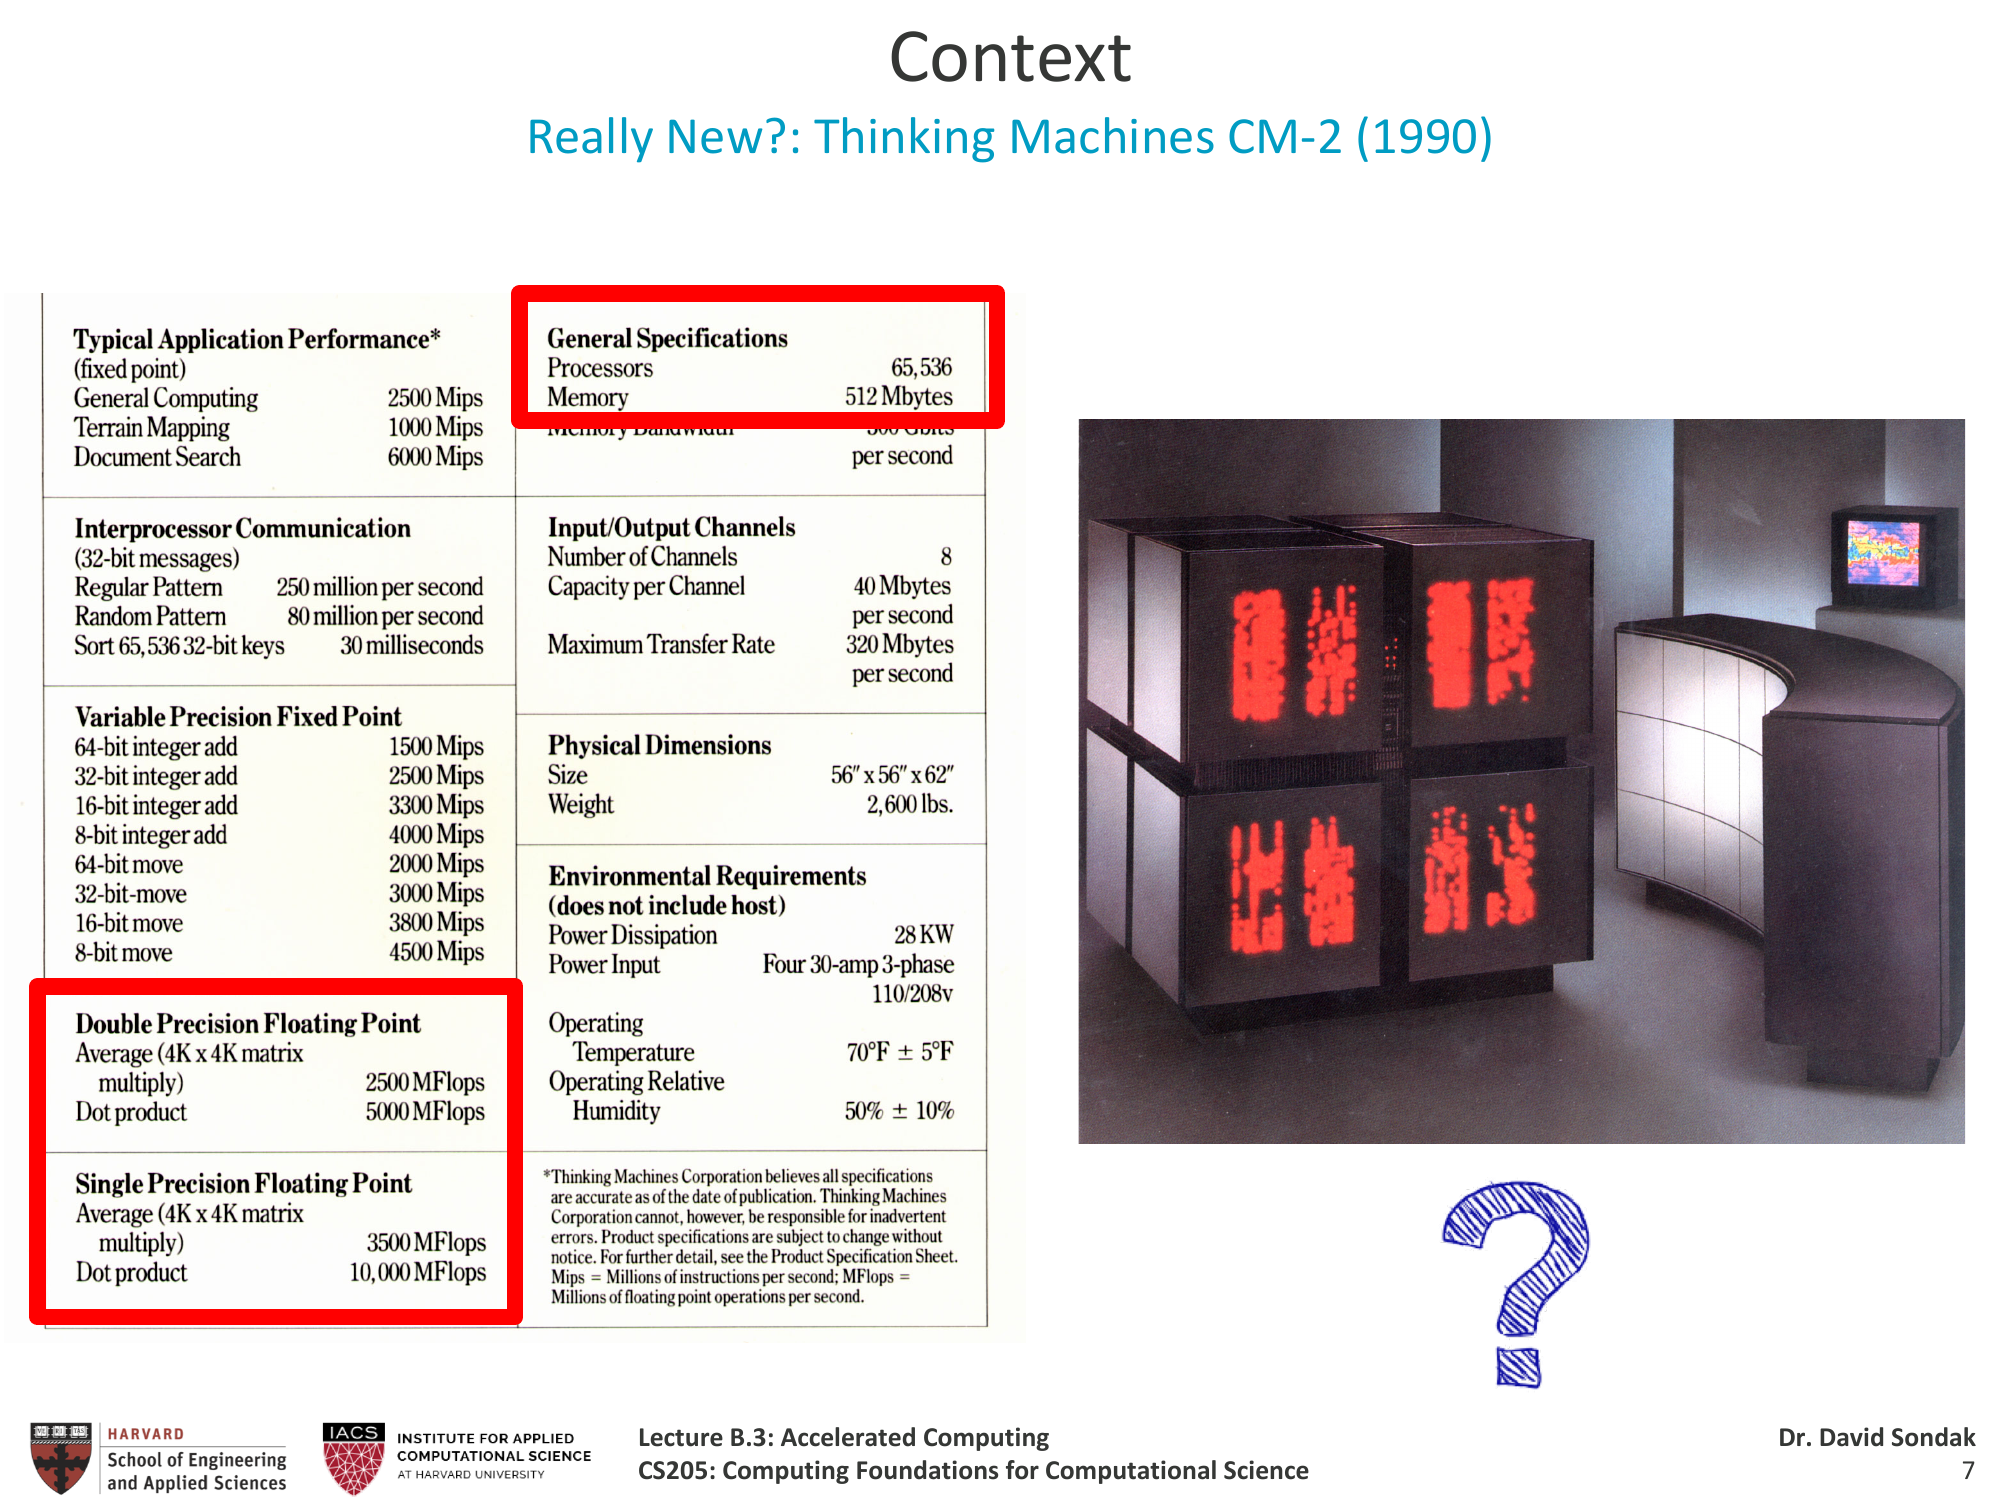 Context
Really New?: Thinking Machines CM-2 (1990)
Typical Application Performance*
(fixed point)
General Computing 2500 Mips
Terrain Mapping 1000 Mips
Document Search 6000 Mips
Interprocessor Communication
(32-bit messages)
Regular Pattern 250 million per second
Random Pattern 80 million per second
Sort 65,536 32-bit keys 30 milliseconds
Variable Precision Fixed Point
64-bit integer add 1500 Mips
32-bit integer add 2500 Mips
16-bit integer add 3300 Mips
8-bit integer add 4000 Mips
64-bit move 2000 Mips
32-bit-move 3000 Mips
16-bit move 3800 Mips
8-bit move 4500 Mips
Double Precision Floating Point
Average (4K x 4K matrix
multiply) 2500 MFlops
Dot product 5000 MFlops
Single Precision Floating Point
Average (4K x 4K matrix
multiply) 3500 MFlops
Dot product 10,000 MFlops
General Specifications
Processors 65,536
Memory 512 Mbytes
Memory Bandwidth 300 Gbits
per second
Input/Output Channels
Number of Channels 8
Capacity per Channel 40 Mbytes
per second
Maximum Transfer Rate 320 Mbytes
per second
Physical Dimensions
Size 56″ x 56″ x 62″
Weight 2,600 lbs.
Environmental Requirements
(does not include host)
Power Dissipation 28 KW
Power Input Four 30-amp 3-phase
110/208v
Operating
Temperature 70°F ± 5°F
Operating Relative
Humidity 50% ± 10%
*Thinking Machines Corporation believes all specifications
are accurate as of the date of publication. Thinking Machines
Corporation cannot, however, be responsible for inadvertent
errors. Product specifications are subject to change without
notice. For further detail, see the Product Specification Sheet.
Mips = Millions of instructions per second; MFlops =
Millions of floating point operations per second.
?
HARVARD
School of Engineering
and Applied Sciences
IACS
INSTITUTE FOR APPLIED
COMPUTATIONAL SCIENCE
AT HARVARD UNIVERSITY
Lecture B.3: Accelerated Computing
CS205: Computing Foundations for Computational Science
Dr. David Sondak
7